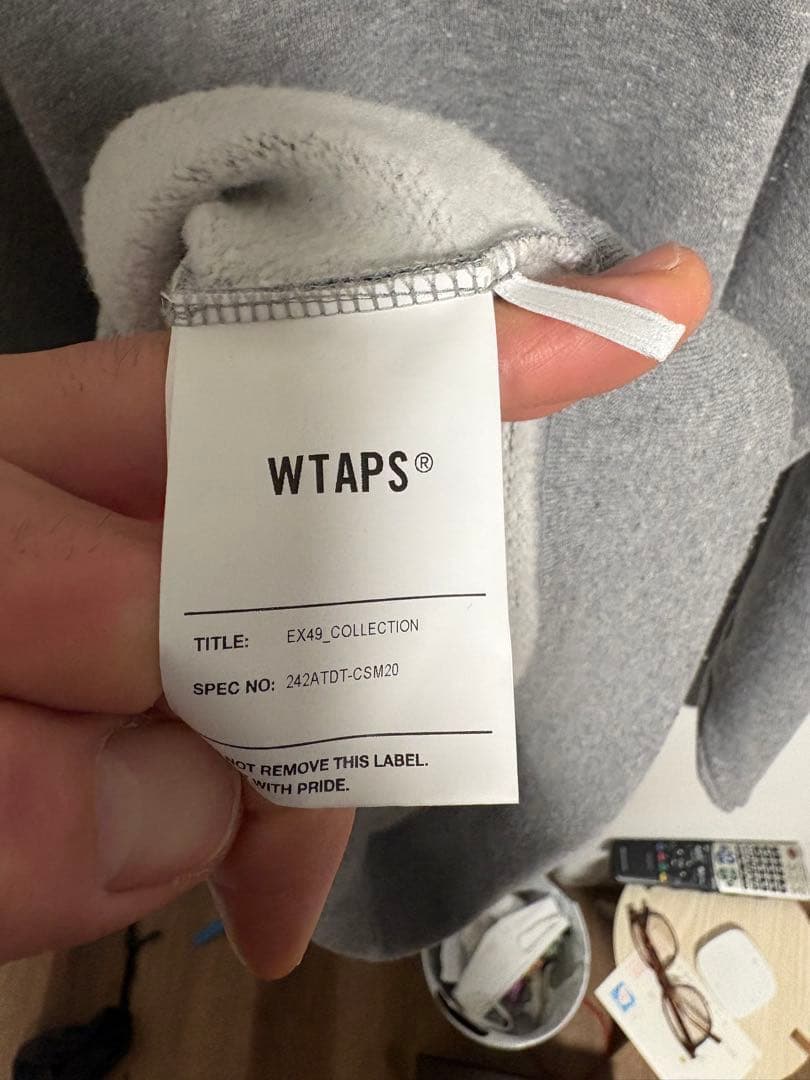 WTAPS®
TITLE: EX49_COLLECTION
SPEC NO: 242ATDT-CSM20
NOT REMOVE THIS LABEL.
WITH PRIDE.